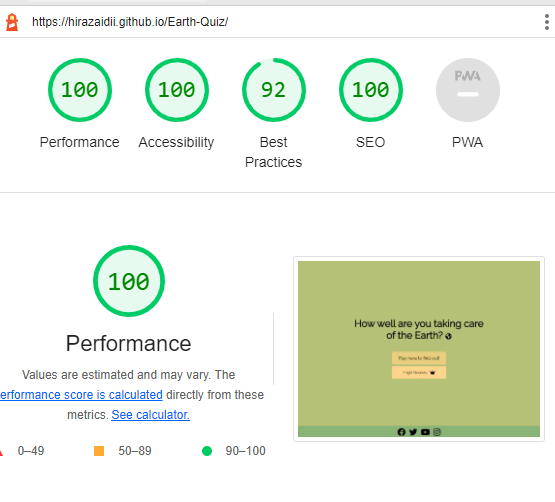 https://hirazaidii.github.io/Earth-Quiz/
100
100
92
100
PWA
Performance
Accessibility
Best
Practices
SEO
PWA
100
Performance
Values are estimated and may vary. The
erformance score is calculated directly from these
metrics. See calculator.
0–49
50–89
90–100
How well are you taking care
of the Earth?